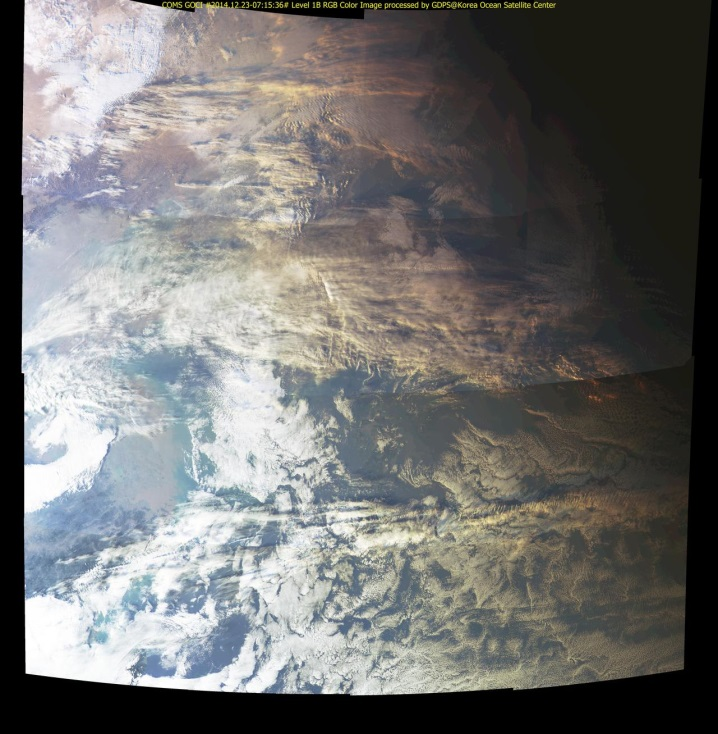 COMS GOCI #2014.12.23-07:15:36# Level 1B RGB Color Image processed by GDPS@Korea Ocean Satellite Center